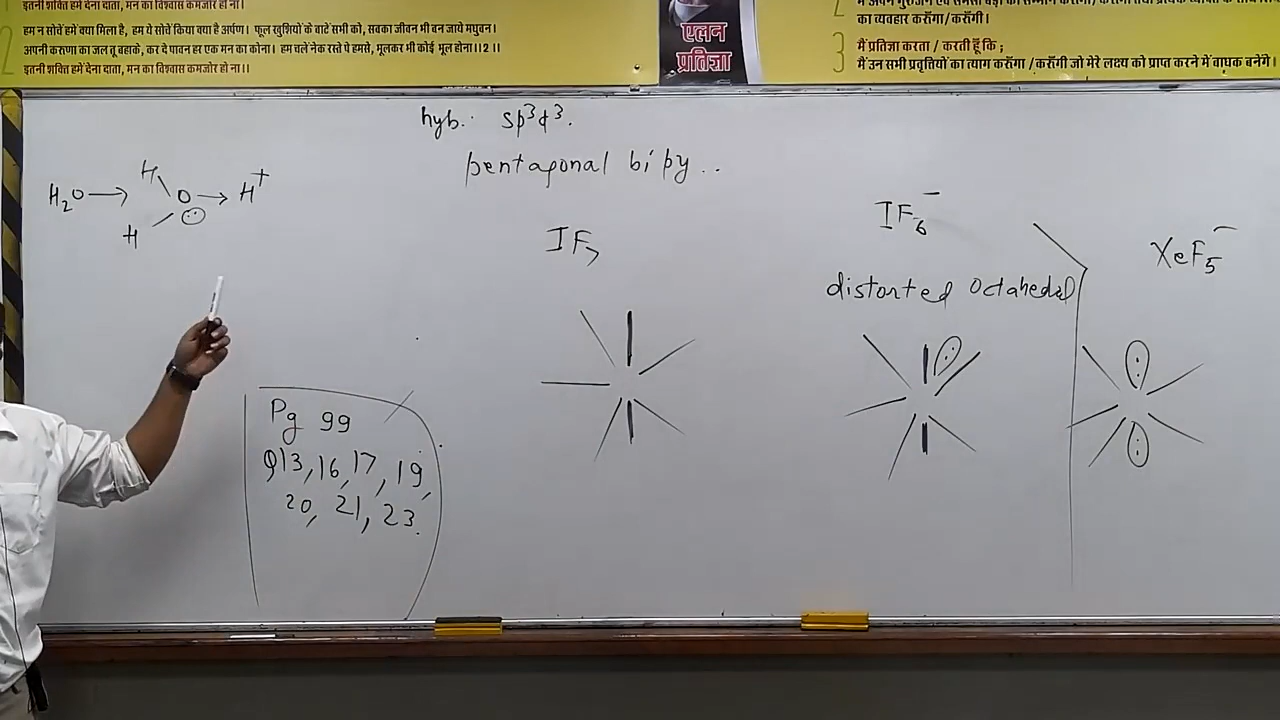 इतनी शक्ति हमें देना दाता, मन का विश्वास कमजोर हो ना।
हम न सोचें हमें क्या मिला है, हम ये सोचें किया क्या है अर्पण। फूल खुशियों के बाटें सभी को, सबका जीवन भी बन जाये मधुबन।
2 अपनी करुणा का जल तू बहाके, कर दे पावन हर एक मन का कोना। हम चलें नेक रस्ते पे हमसे, भूलकर भी कोई भूल होना।।2।।
इतनी शक्ति हमें देना दाता, मन का विश्वास कमजोर हो ना।।
एलन
प्रतिज्ञा
का व्यवहार करूँगा/करूँगी।
3 मैं प्रतिज्ञा करता / करती हूँ कि ;
मैं उन सभी प्रवृत्तियों का त्याग करूँगा / करूँगी जो मेरे लक्ष्य को प्राप्त करने में बाधक बनेंगे।
hyb. sp³d³.
pentagonal bipy..
H₂O → H O → H⁺
H
IF₇
IF₆⁻
distorted octahedral
XeF₅⁻
Pg 99
Q13, 16, 17, 19,
20, 21, 23.